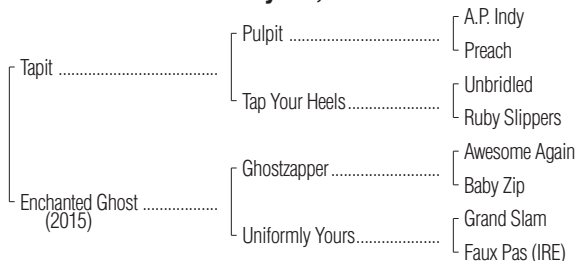 A.P. Indy
Pulpit
Preach
Tapit
Unbridled
Tap Your Heels
Ruby Slippers
Awesome Again
Ghostzapper
Baby Zip
Enchanted Ghost
(2015)
Grand Slam
Uniformly Yours
Faux Pas (IRE)